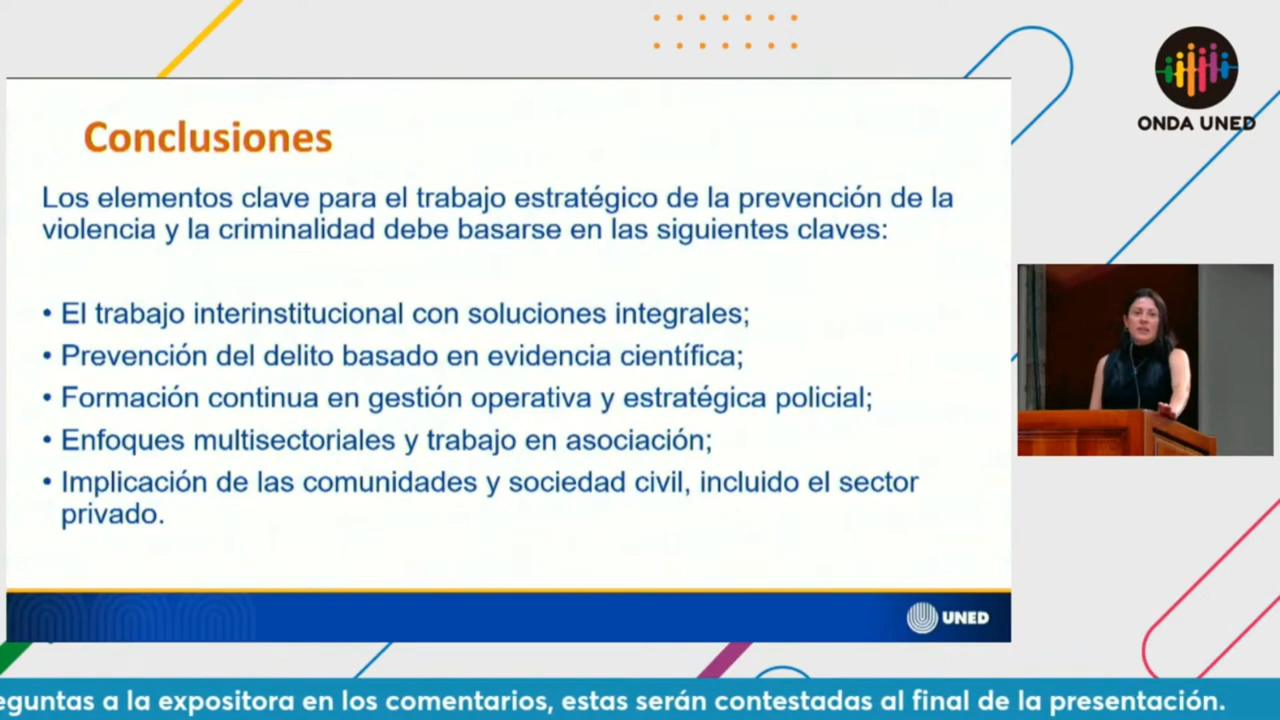 ONDA UNED
Conclusiones
Los elementos clave para el trabajo estratégico de la prevención de la
violencia y la criminalidad debe basarse en las siguientes claves:
• El trabajo interinstitucional con soluciones integrales;
• Prevención del delito basado en evidencia científica;
• Formación continua en gestión operativa y estratégica policial;
• Enfoques multisectoriales y trabajo en asociación;
• Implicación de las comunidades y sociedad civil, incluido el sector
privado.
UNED
a la expositora en los comentarios, estas serán contestadas al final de la presentación.